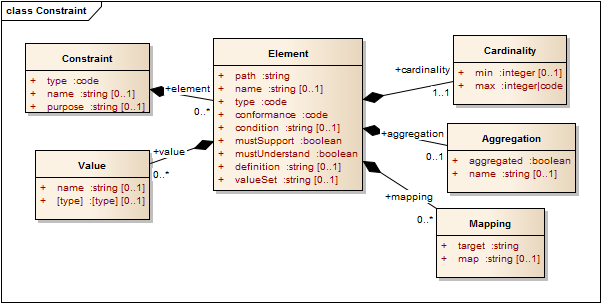 class Constraint
Constraint
+ type :code
+ name :string [0..1]
+ purpose :string [0..1]
+element
0..*
Element
+ path :string
+ name :string [0..1]
+ type :code
+ conformance :code
+ condition :string [0..1]
+ mustSupport :boolean
+ mustUnderstand :boolean
+ definition :string [0..1]
+ valueSet :string [0..1]
+cardinality
1..1
Cardinality
+ min :integer [0..1]
+ max :integer|code
+value
0..*
Value
+ name :string [0..1]
+ [type] :[type] [0..1]
+aggregation
0..1
Aggregation
+ aggregated :boolean
+ name :string [0..1]
+mapping
0..*
Mapping
+ target :string
+ map :string [0..1]